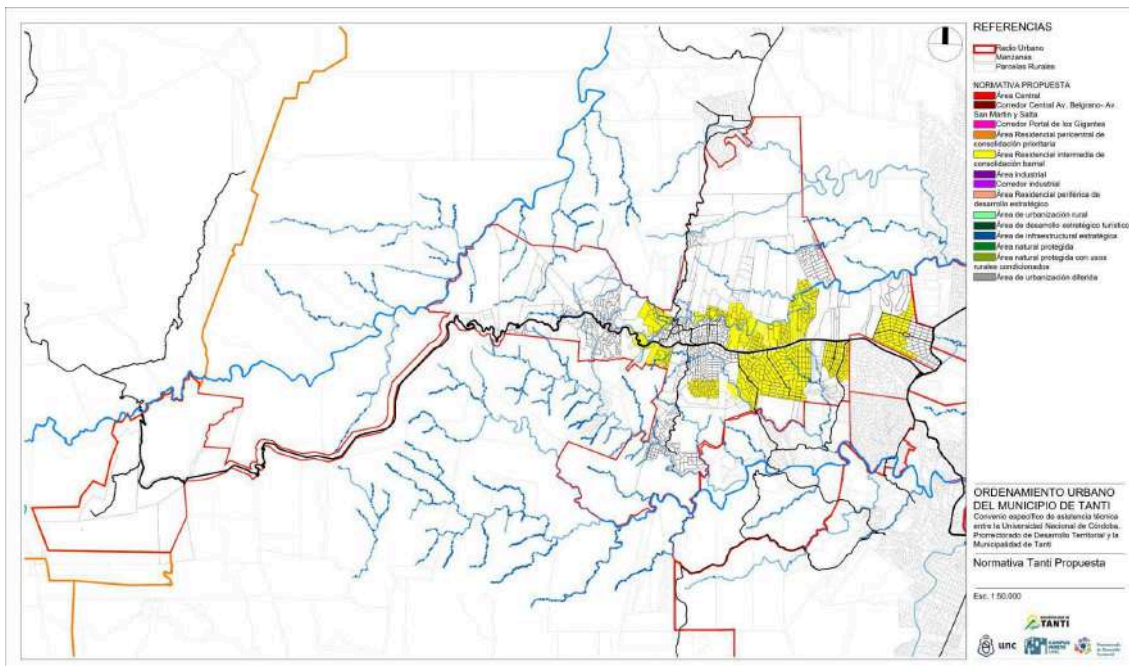 REFERENCIAS
Radio Urbano
Manzanas
Parcelas Rurales
NORMATIVA PROPUESTA
Área Central
Corredor Central Av. Belgrano- Av.
San Martin y Salta
Corredor Portal de los Gigantes
Área Residencial pericentral de
consolidación prioritaria
Área Residencial intermedia de
consolidación barrial
Área industrial
Corredor industrial
Área Residencial periférica de
desarrollo estratégico
Área de urbanización rural
Área de desarrollo estratégico turístico
Área de infraestructural estratégica
Área natural protegida
Área natural protegida con usos
rurales condicionados
Área de urbanización diferida
ORDENAMIENTO URBANO
DEL MUNICIPIO DE TANTI
Convenio específico de asistencia técnica
entre la Universidad Nacional de Córdoba,
Prorrectorado de Desarrollo Territorial y la
Municipalidad de Tanti
Normativa Tanti Propuesta
Esc. 1:50.000
TANTI
unc